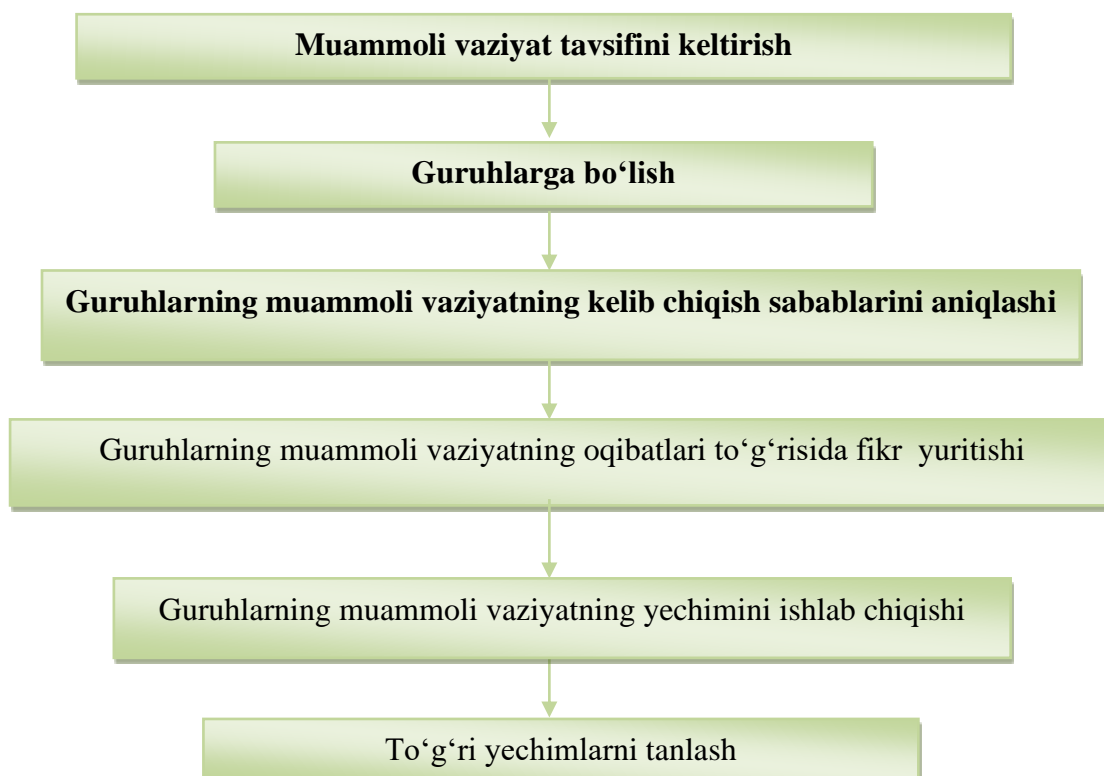 Muammoli vaziyat tavsifini keltirish
Guruhlarga bo‘lish
Guruhlarning muammoli vaziyatning kelib chiqish sabablarini aniqlashi
Guruhlarning muammoli vaziyatning oqibatlari to‘g‘risida fikr yuritishi
Guruhlarning muammoli vaziyatning yechimini ishlab chiqishi
To‘g‘ri yechimlarni tanlash